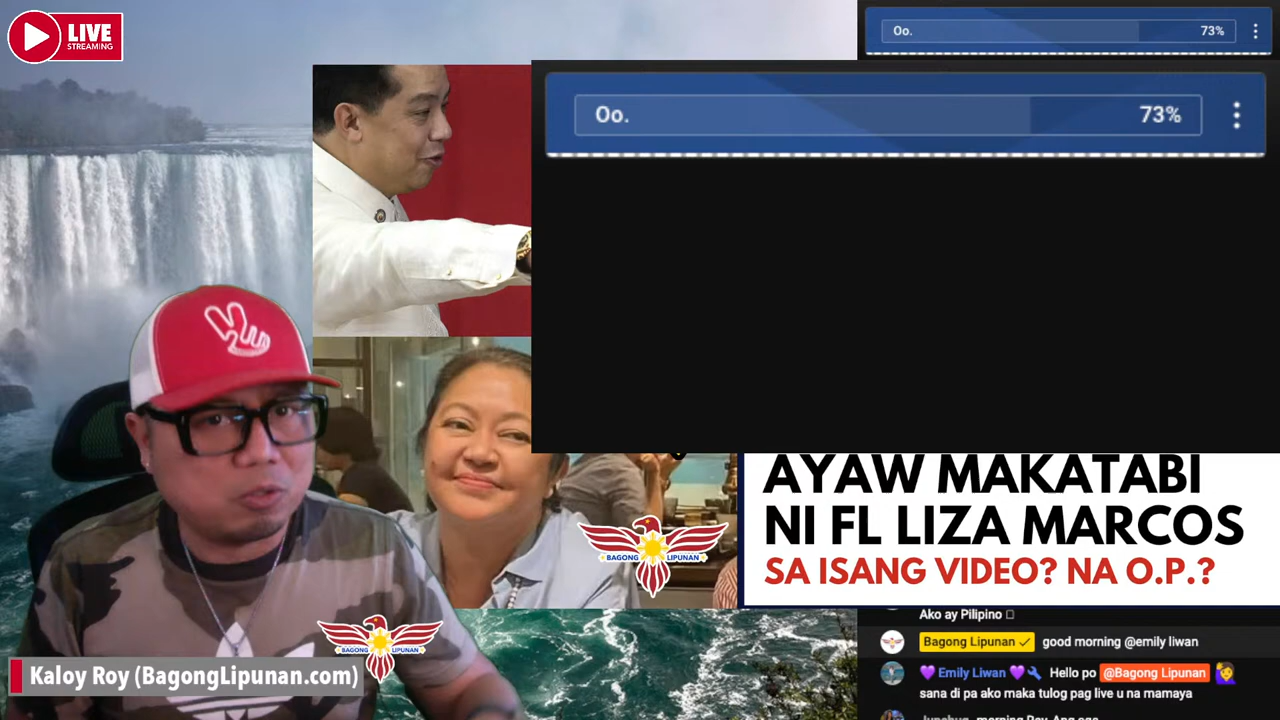 LIVE
STREAMING
Oo. 73%
Oo. 73%
BAGONG LIPUNAN
AYAW MAKATABI
NI FL LIZA MARCOS
SA ISANG VIDEO? NA O.P.?
BAGONG LIPUNAN
Kaloy Roy (BagongLipunan.com)
Ako ay Pilipino
Bagong Lipunan good morning @emily liwan
Emily Liwan Hello po @Bagong Lipunan
sana di pa ako maka tulog pag live u na mamaya